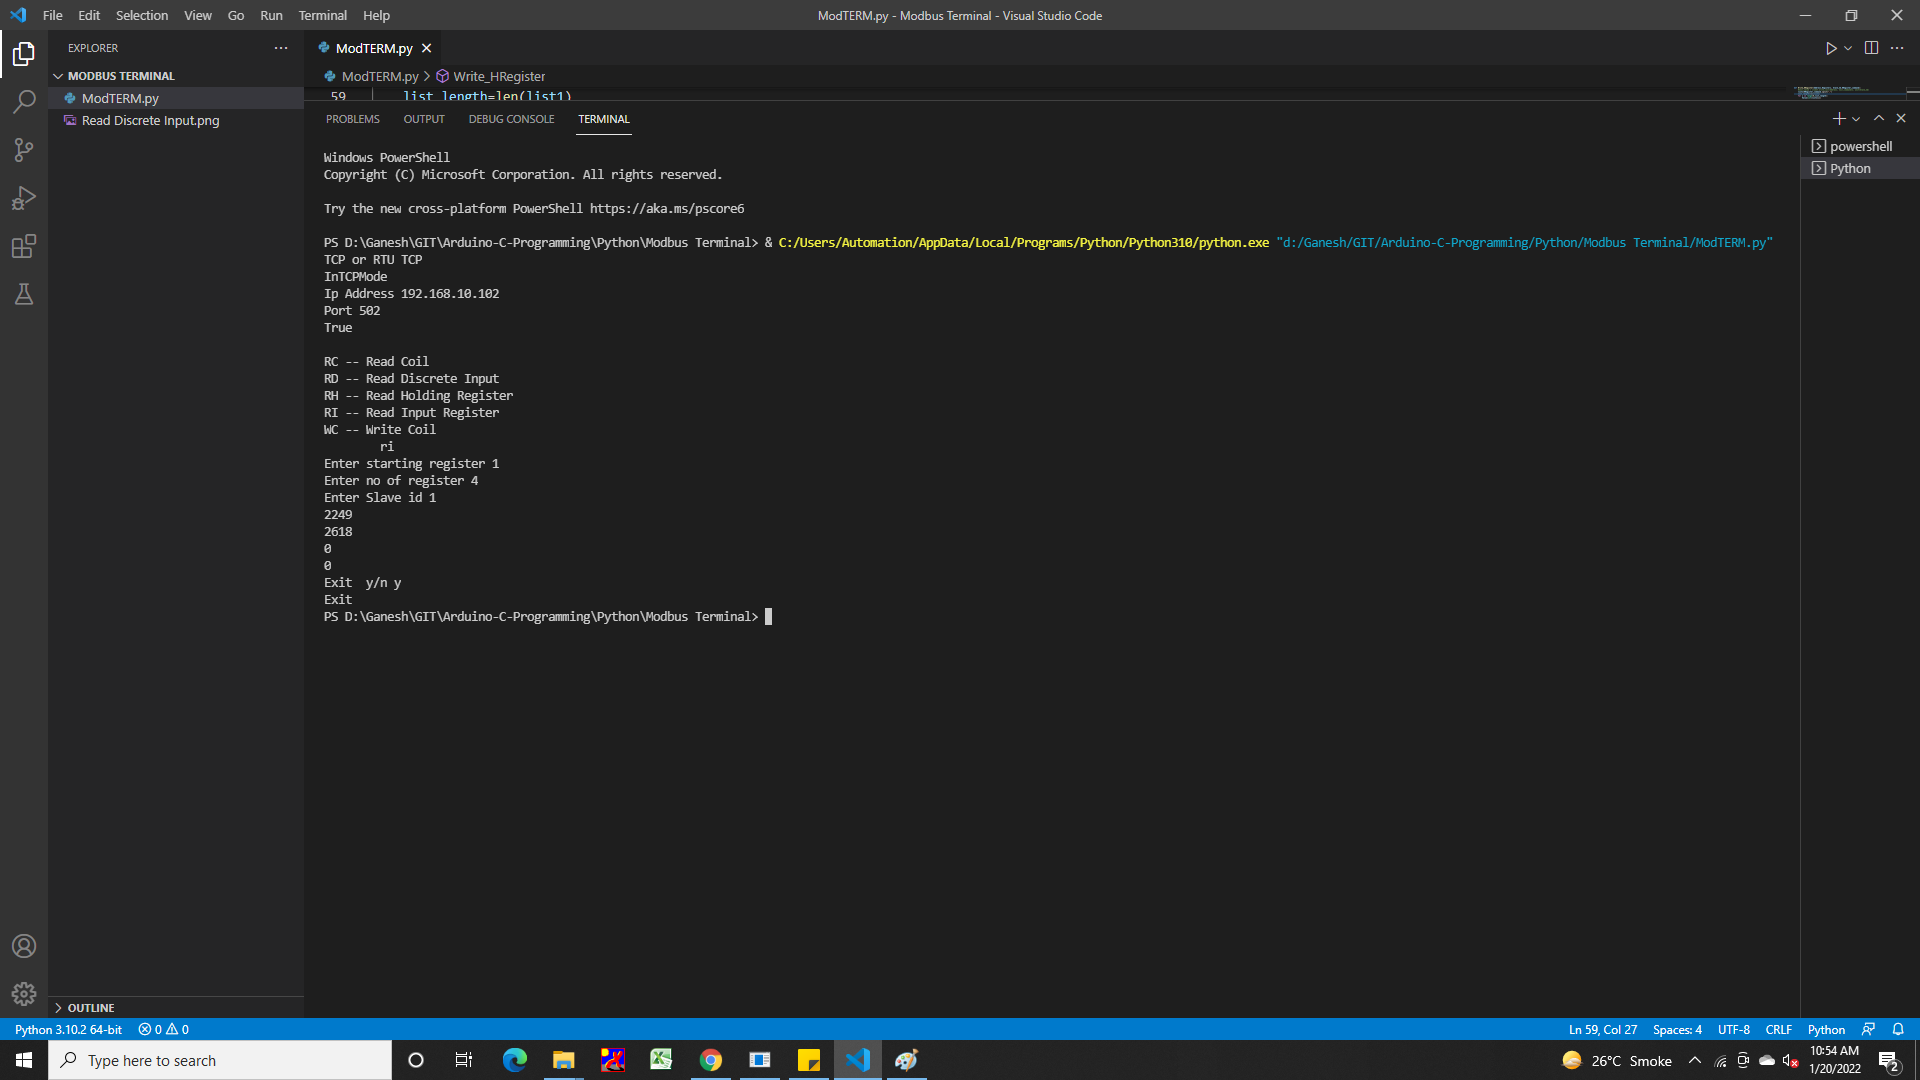 File Edit Selection View Go Run Terminal Help
ModTERM.py - Modbus Terminal - Visual Studio Code
EXPLORER
MODBUS TERMINAL
ModTERM.py
Read Discrete Input.png
OUTLINE
ModTERM.py
ModTERM.py > Write_HRegister
59 list_length=len(list1)
PROBLEMS OUTPUT DEBUG CONSOLE TERMINAL
powershell
Python
Windows PowerShell
Copyright (C) Microsoft Corporation. All rights reserved.
Try the new cross-platform PowerShell https://aka.ms/pscore6
PS D:\Ganesh\GIT\Arduino-C-Programming\Python\Modbus Terminal> & C:/Users/Automation/AppData/Local/Programs/Python/Python310/python.exe "d:/Ganesh/GIT/Arduino-C-Programming/Python/Modbus Terminal/ModTERM.py"
TCP or RTU TCP
InTCPMode
Ip Address 192.168.10.102
Port 502
True
RC -- Read Coil
RD -- Read Discrete Input
RH -- Read Holding Register
RI -- Read Input Register
WC -- Write Coil
ri
Enter starting register 1
Enter no of register 4
Enter Slave id 1
2249
2618
0
0
Exit  y/n y
Exit
PS D:\Ganesh\GIT\Arduino-C-Programming\Python\Modbus Terminal>
Python 3.10.2 64-bit 0 0
Ln 59, Col 27 Spaces: 4 UTF-8 CRLF Python
Type here to search
26°C Smoke
10:54 AM
1/20/2022
2